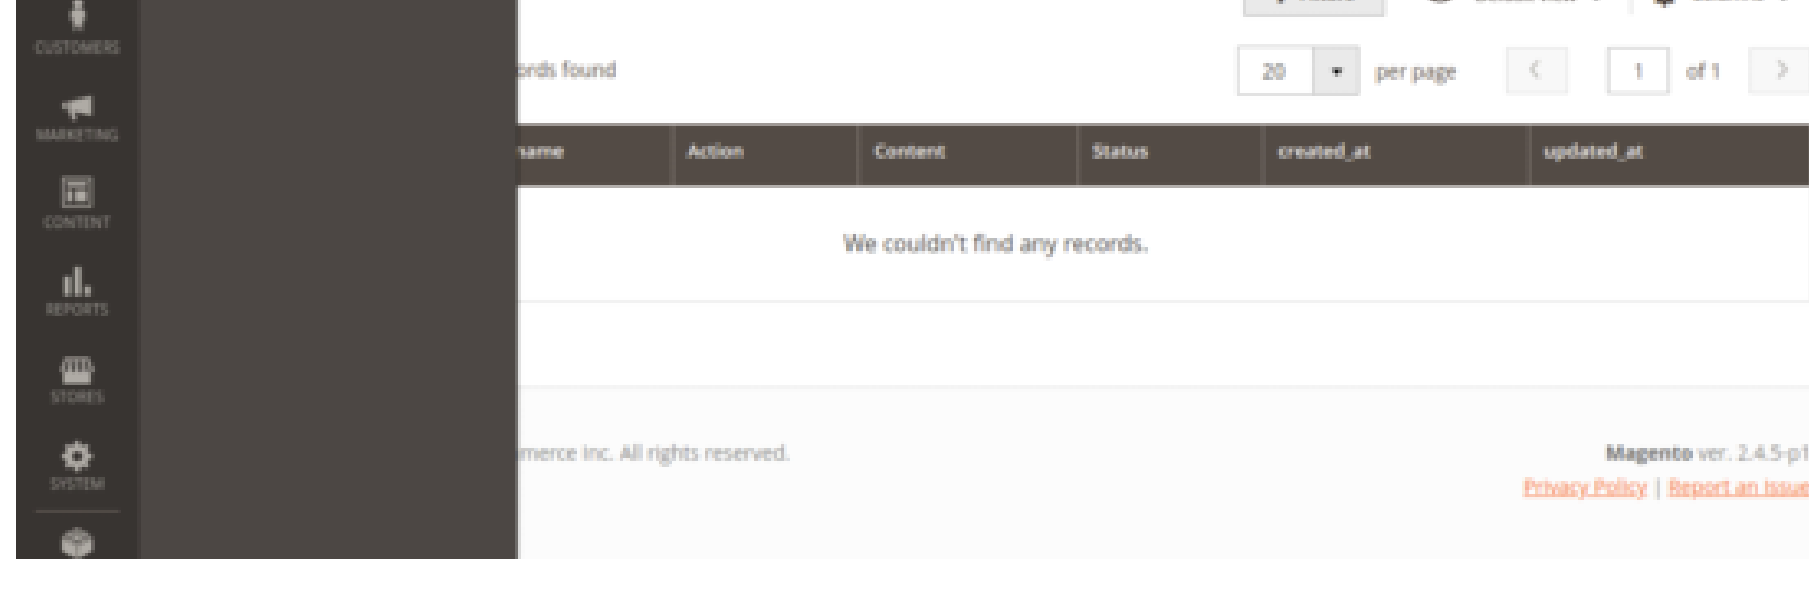 CUSTOMERS
ords found 20 per page 1 of 1
MARKETING
name Action Content Status created_at updated_at
CONTENT
We couldn't find any records.
REPORTS
STORES
merce Inc. All rights reserved. Magento ver. 2.4.5-p1
SYSTEM
Privacy Policy | Report an Issue